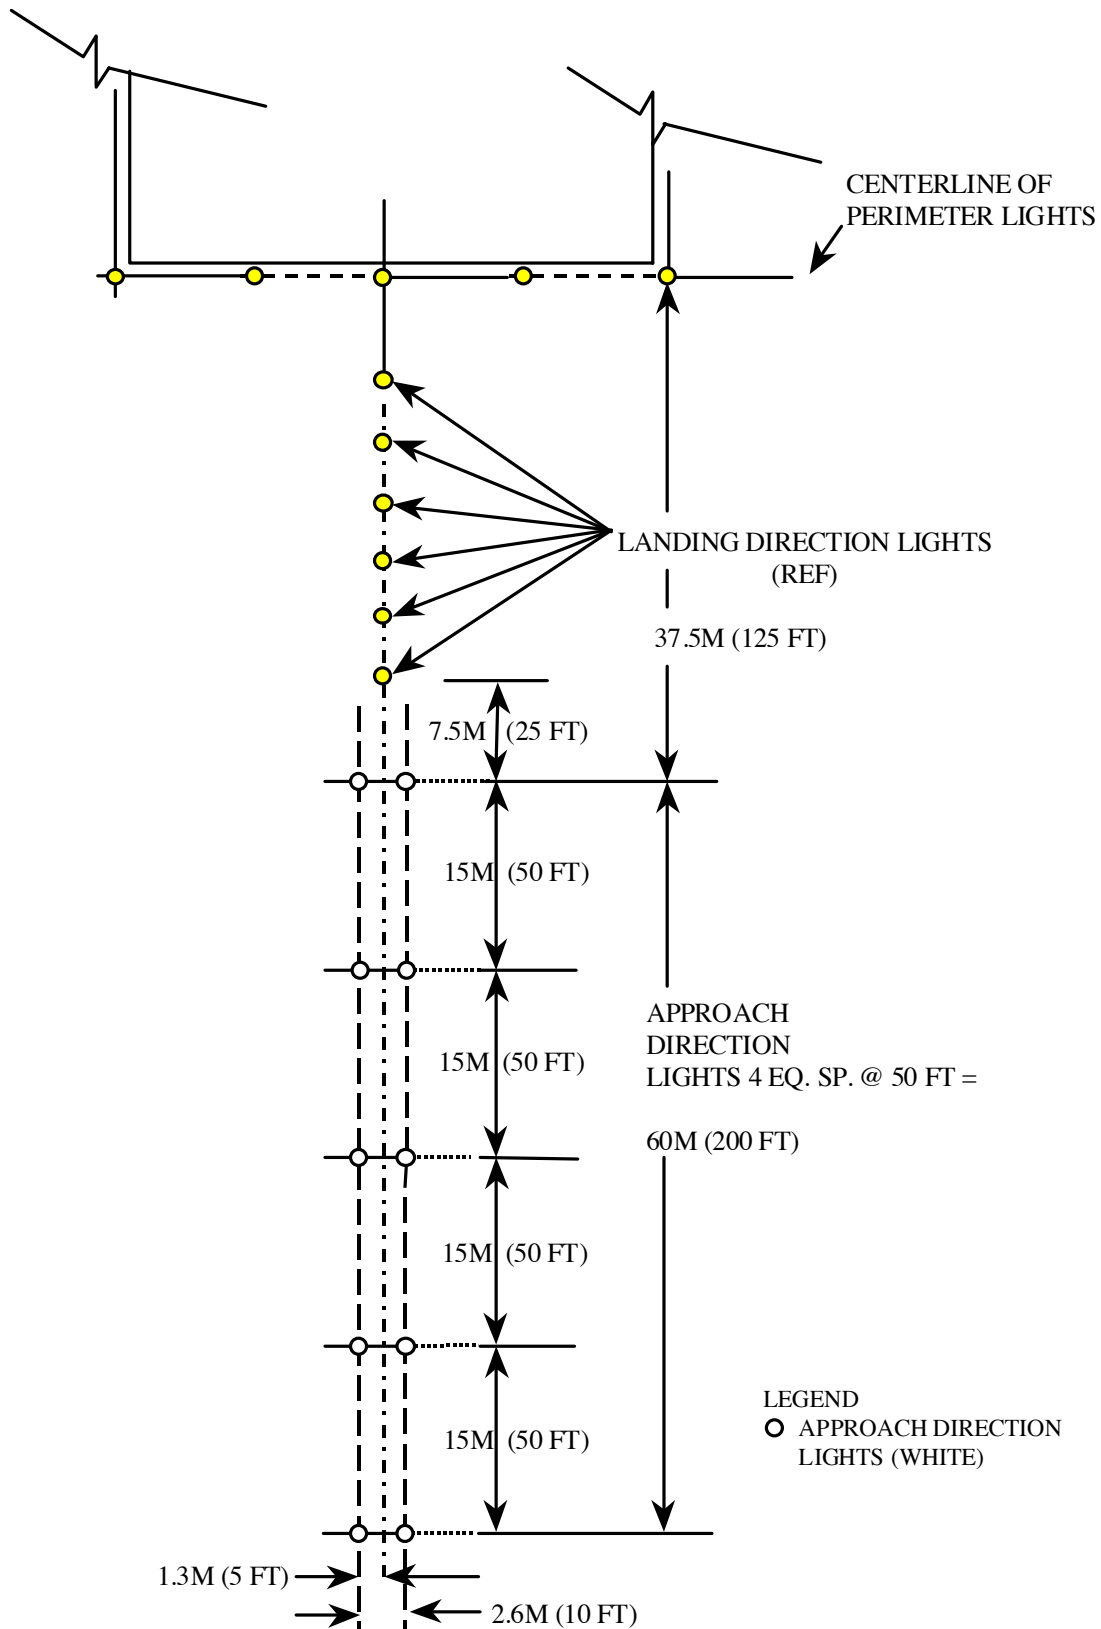 CENTERLINE OF
PERIMETER LIGHTS
LANDING DIRECTION LIGHTS
(REF)
37.5M (125 FT)
7.5M (25 FT)
15M (50 FT)
APPROACH
DIRECTION
LIGHTS 4 EQ. SP. @ 50 FT =
15M (50 FT)
60M (200 FT)
15M (50 FT)
LEGEND
APPROACH DIRECTION
LIGHTS (WHITE)
15M (50 FT)
1.3M (5 FT)
2.6M (10 FT)